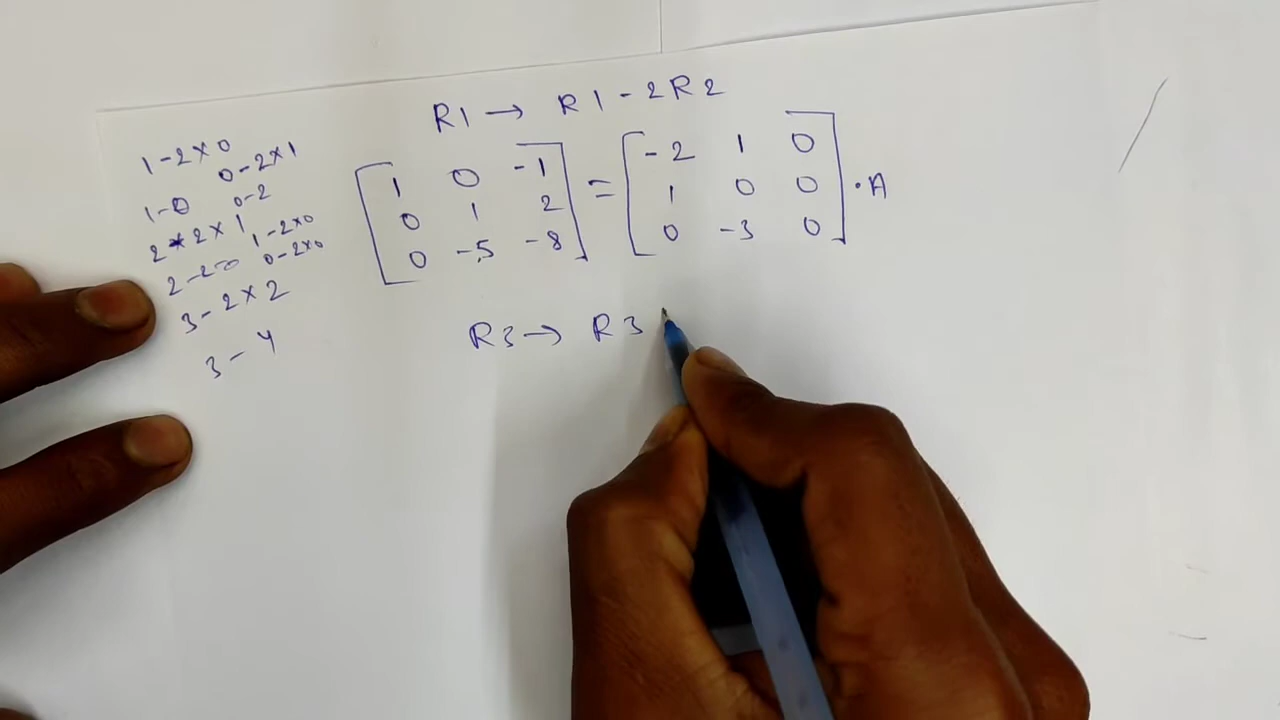 R1 → R1 - 2R2
1-2×0
0-2×1
1-0 0-2
2*2×1 1-2×0
2-2 0-2×0
3-2×2
3-4
[1 0 -1] = [-2 1 0] · A
[0 1 2] [1 0 0]
[0 -5 -8] [0 -3 0]
R3 → R3